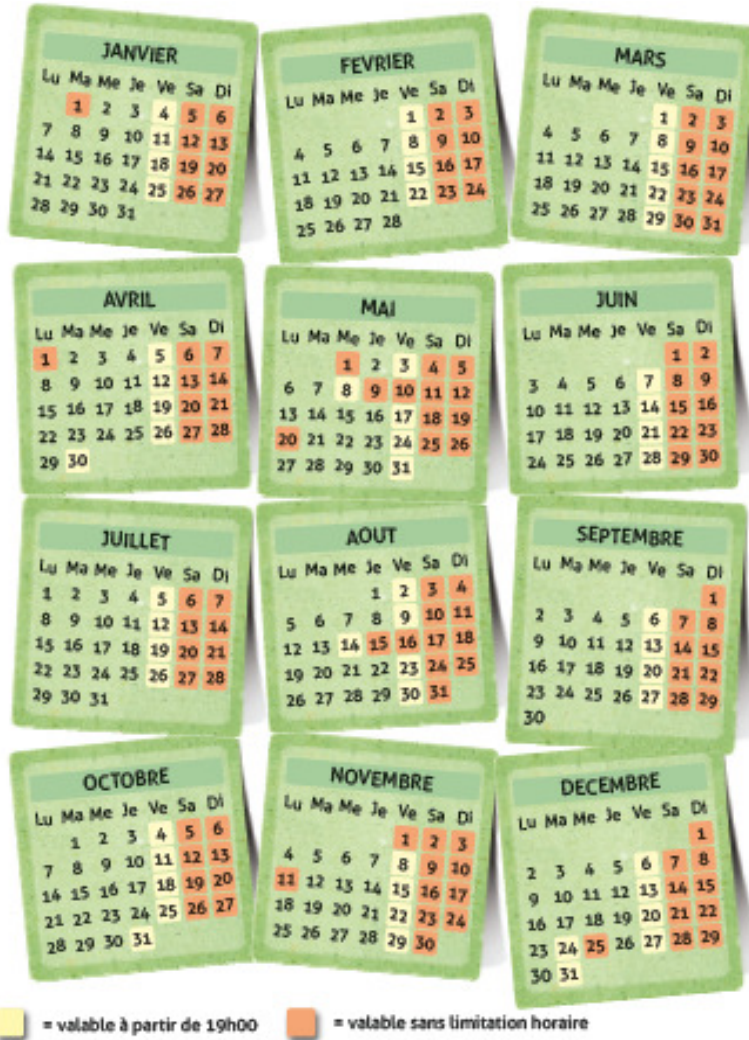 JANVIER
Lu Ma Me Je Ve Sa Di
1 2 3 4 5 6
7 8 9 10 11 12 13
14 15 16 17 18 19 20
21 22 23 24 25 26 27
28 29 30 31
FEVRIER
Lu Ma Me Je Ve Sa Di
1 2 3
4 5 6 7 8 9 10
11 12 13 14 15 16 17
18 19 20 21 22 23 24
25 26 27 28
MARS
Lu Ma Me Je Ve Sa Di
1 2 3
4 5 6 7 8 9 10
11 12 13 14 15 16 17
18 19 20 21 22 23 24
25 26 27 28 29 30 31
AVRIL
Lu Ma Me Je Ve Sa Di
1 2 3 4 5 6 7
8 9 10 11 12 13 14
15 16 17 18 19 20 21
22 23 24 25 26 27 28
29 30
MAI
Lu Ma Me Je Ve Sa Di
1 2 3 4 5
6 7 8 9 10 11 12
13 14 15 16 17 18 19
20 21 22 23 24 25 26
27 28 29 30 31
JUIN
Lu Ma Me Je Ve Sa Di
1 2
3 4 5 6 7 8 9
10 11 12 13 14 15 16
17 18 19 20 21 22 23
24 25 26 27 28 29 30
JUILLET
Lu Ma Me Je Ve Sa Di
1 2 3 4 5 6 7
8 9 10 11 12 13 14
15 16 17 18 19 20 21
22 23 24 25 26 27 28
29 30 31
AOUT
Lu Ma Me Je Ve Sa Di
1 2 3 4
5 6 7 8 9 10 11
12 13 14 15 16 17 18
19 20 21 22 23 24 25
26 27 28 29 30 31
SEPTEMBRE
Lu Ma Me Je Ve Sa Di
1
2 3 4 5 6 7 8
9 10 11 12 13 14 15
16 17 18 19 20 21 22
23 24 25 26 27 28 29
30
OCTOBRE
Lu Ma Me Je Ve Sa Di
1 2 3 4 5 6
7 8 9 10 11 12 13
14 15 16 17 18 19 20
21 22 23 24 25 26 27
28 29 30 31
NOVEMBRE
Lu Ma Me Je Ve Sa Di
1 2 3
4 5 6 7 8 9 10
11 12 13 14 15 16 17
18 19 20 21 22 23 24
25 26 27 28 29 30
DECEMBRE
Lu Ma Me Je Ve Sa Di
1
2 3 4 5 6 7 8
9 10 11 12 13 14 15
16 17 18 19 20 21 22
23 24 25 26 27 28 29
30 31
= valable à partir de 19h00
= valable sans limitation horaire